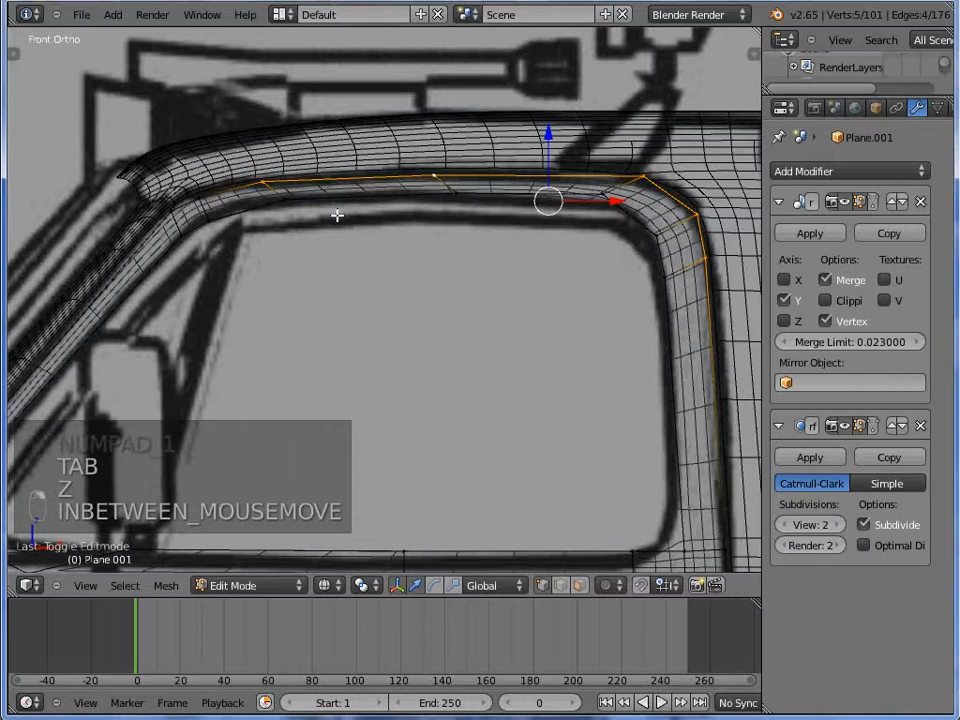 File Add Render Window Help Default Scene Blender Render v2.65 | Verts:5/101 | Edges:4/176
Front Ortho
View Search All Scen
RenderLayers
Plane.001
Add Modifier
Apply Copy
Axis: Options: Textures:
X Merge U
Y Clippi V
Z Vertex
Merge Limit: 0.023000
Mirror Object:
Apply Copy
Catmull-Clark Simple
Subdivisions: Options:
View: 2 Subdivide
Render: 2 Optimal Di
NUMPAD_1
TAB
Z
INBETWEEN_MOUSEMOVE
Last: Toggle Editmode
(0) Plane.001
View Select Mesh Edit Mode Global
-40 -20 0 20 40 60 80 100 120 140 160 180 200 220 240 260
View Marker Frame Playback Start: 1 End: 250 0 No Sync